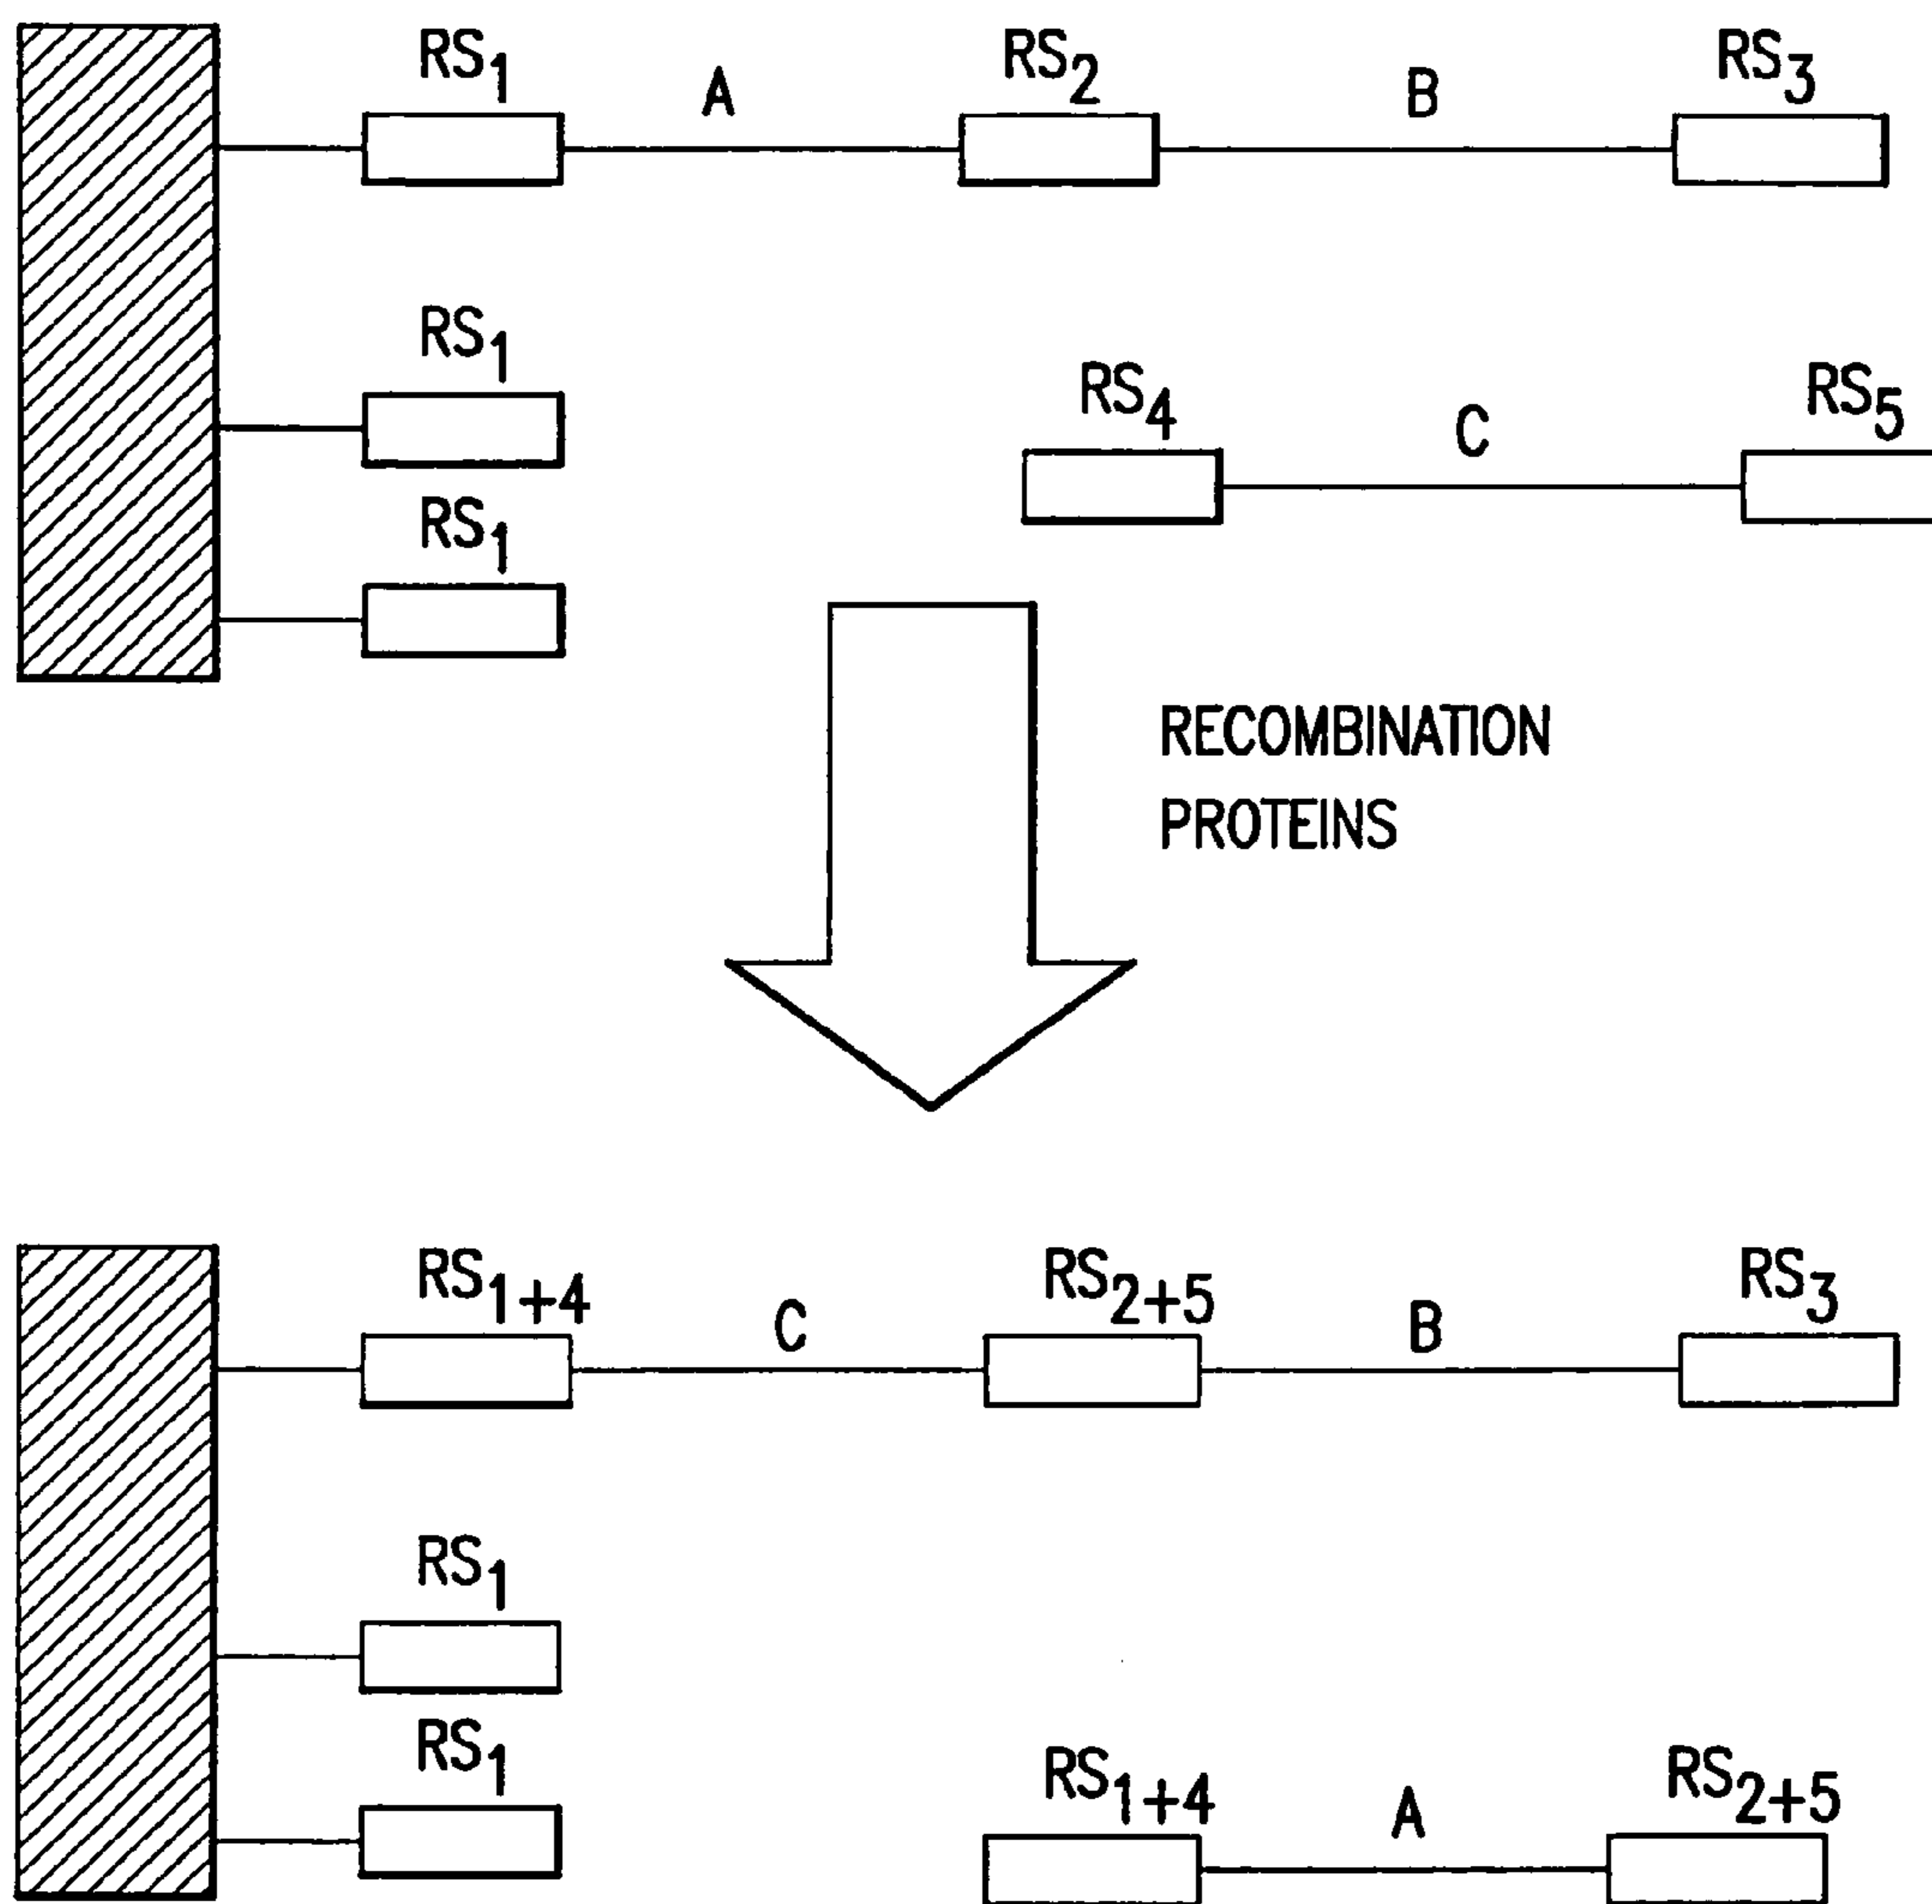 RS1 A RS2 B RS3
RS1
RS4 C RS5
RS1
RECOMBINATION
PROTEINS
RS1+4 C RS2+5 B RS3
RS1
RS1
RS1+4 A RS2+5